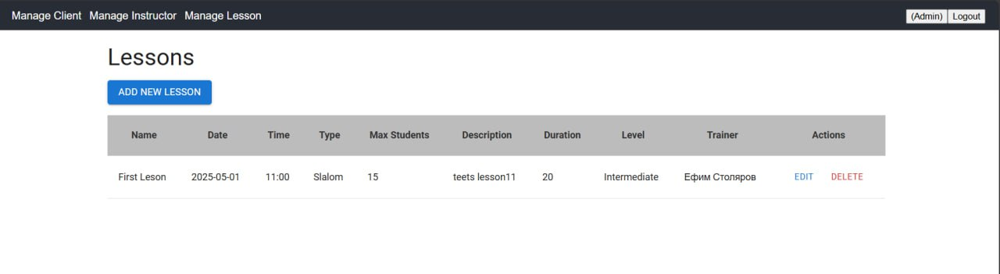 Manage Client Manage Instructor Manage Lesson (Admin) Logout
Lessons
ADD NEW LESSON
Name Date Time Type Max Students Description Duration Level Trainer Actions
First Leson 2025-05-01 11:00 Slalom 15 teets lesson11 20 Intermediate Ефим Столяров EDIT DELETE